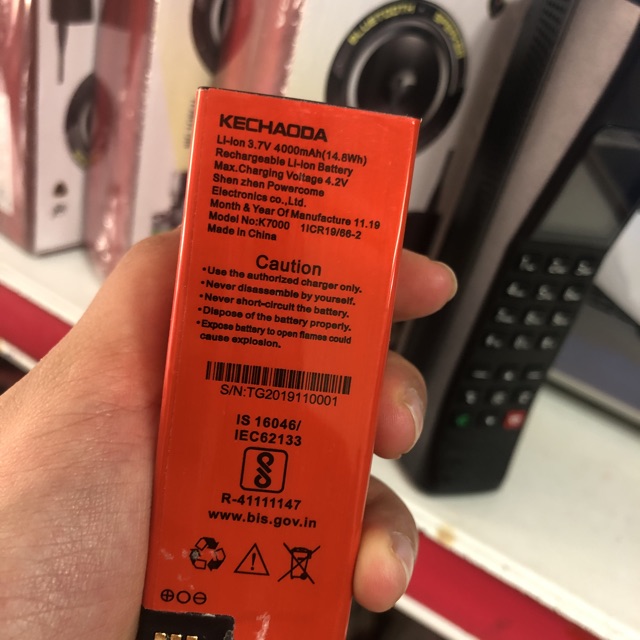 KECHAODA
Li-ion 3.7V 4000mAh(14.8Wh)
Rechargeable Li-ion Battery
Max.Charging Voltage 4.2V
Shen zhen Powercome
Electronics co.,Ltd.
Month & Year Of Manufacture 11.19
Model No:K7000 1ICR19/66-2
Made in China
Caution
•Use the authorized charger only.
•Never disassemble by yourself.
•Never short-circuit the battery.
•Dispose of the battery properly.
•Expose battery to open flames could
cause explosion.
S/N:TG2019110001
IS 16046/
IEC62133
R-41111147
www.bis.gov.in
BLUETOOTH